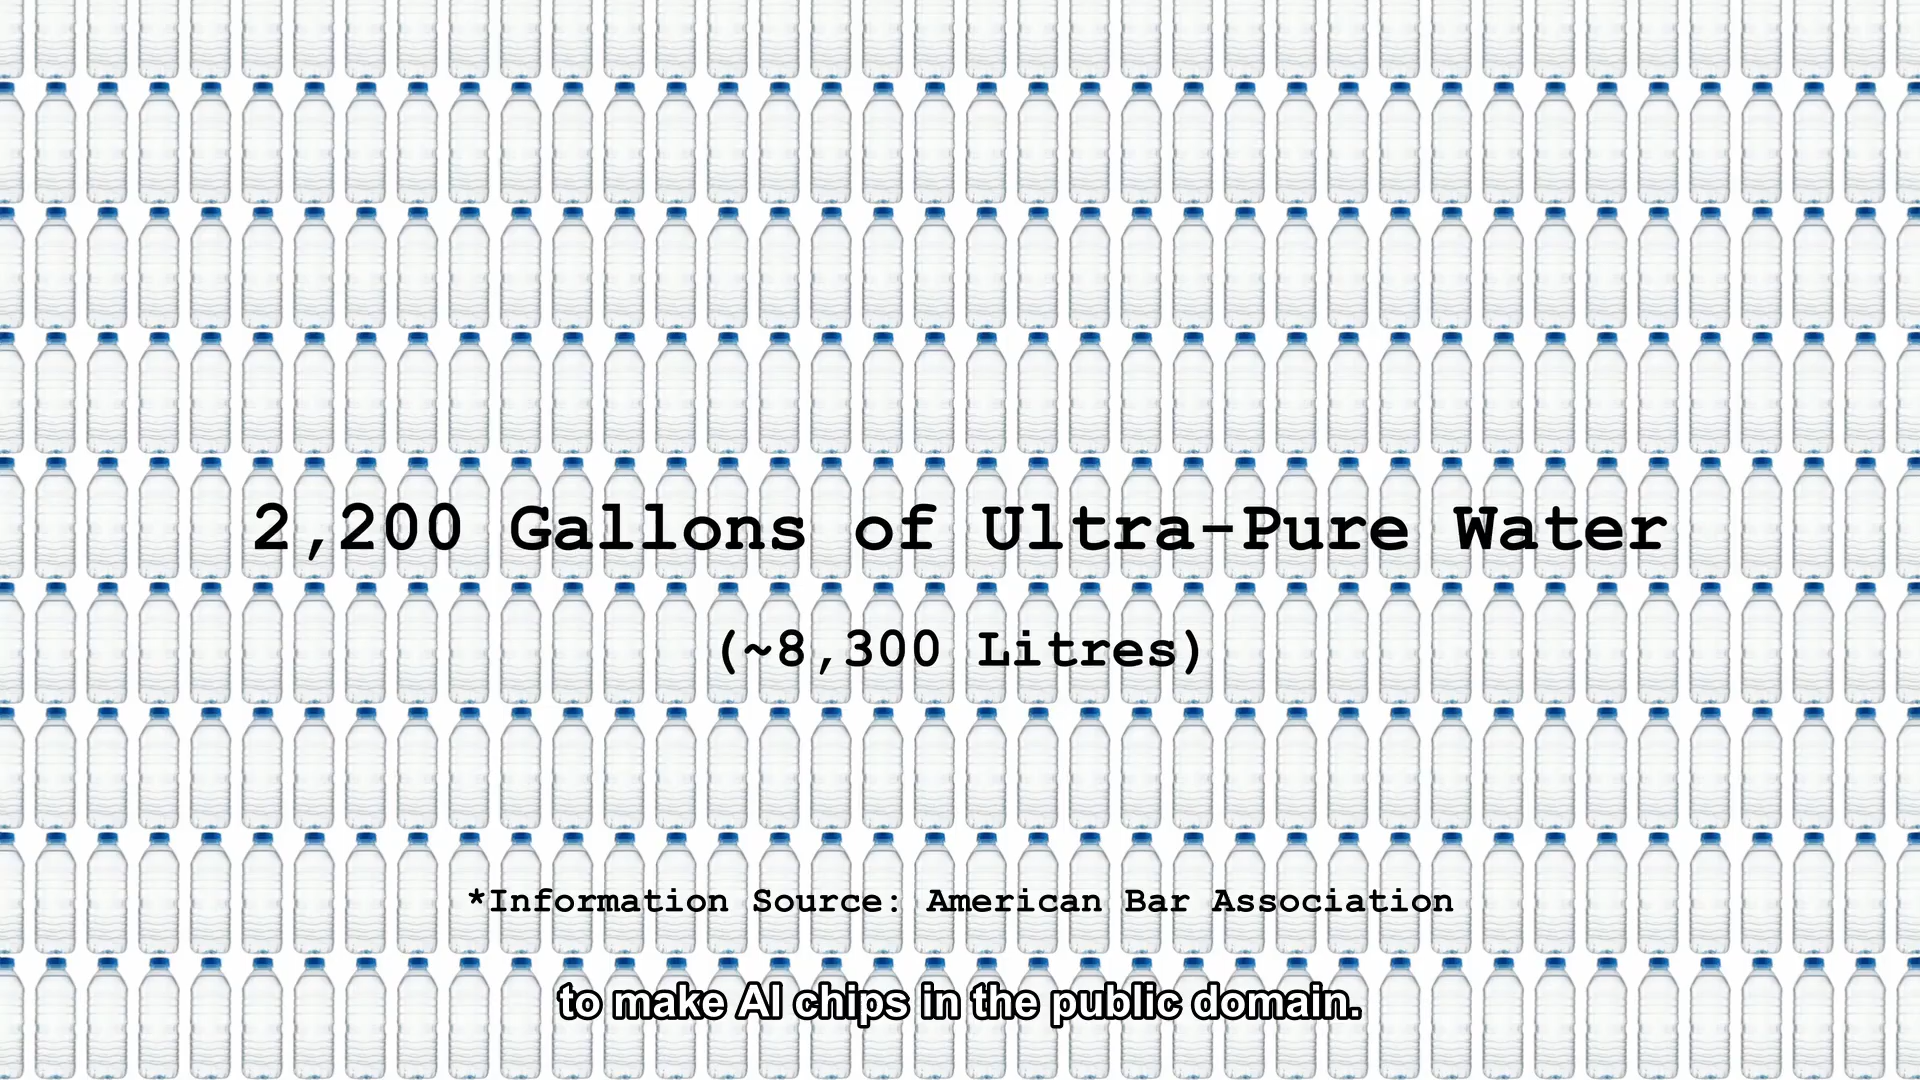 2,200 Gallons of Ultra-Pure Water
(~8,300 Litres)
*Information Source: American Bar Association
to make AI chips in the public domain.